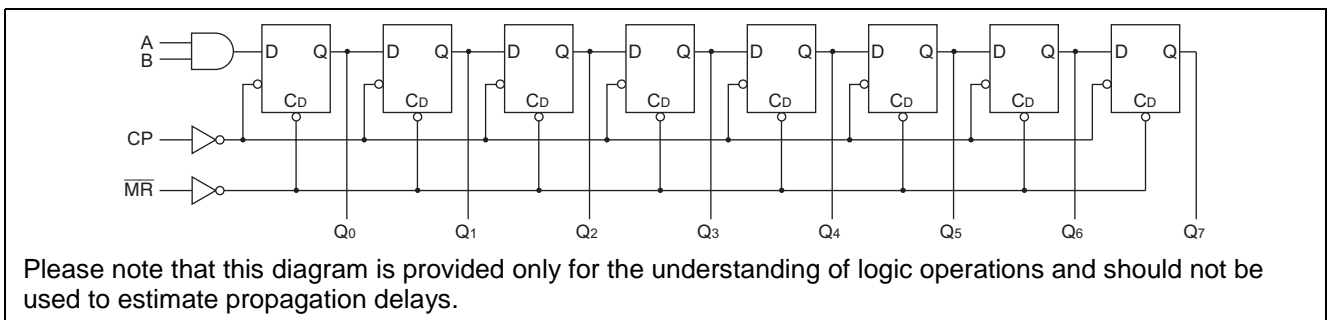 A
B
D Q D Q D Q D Q D Q D Q D Q D Q
CD CD CD CD CD CD CD CD
CP
MR
Q0 Q1 Q2 Q3 Q4 Q5 Q6 Q7
Please note that this diagram is provided only for the understanding of logic operations and should not be
used to estimate propagation delays.